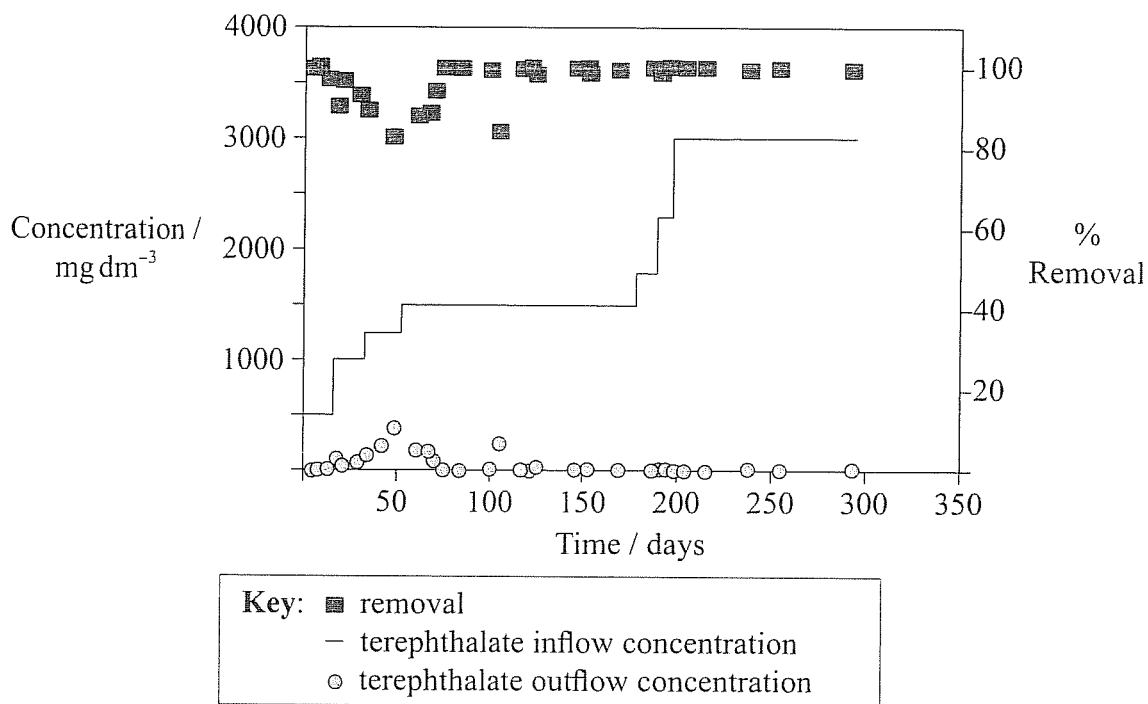 4000
3000
2000
1000
Concentration /
mg dm⁻³
100
80
60
40
20
%
Removal
50 100 150 200 250 300 350
Time / days
Key: removal
terephthalate inflow concentration
terephthalate outflow concentration